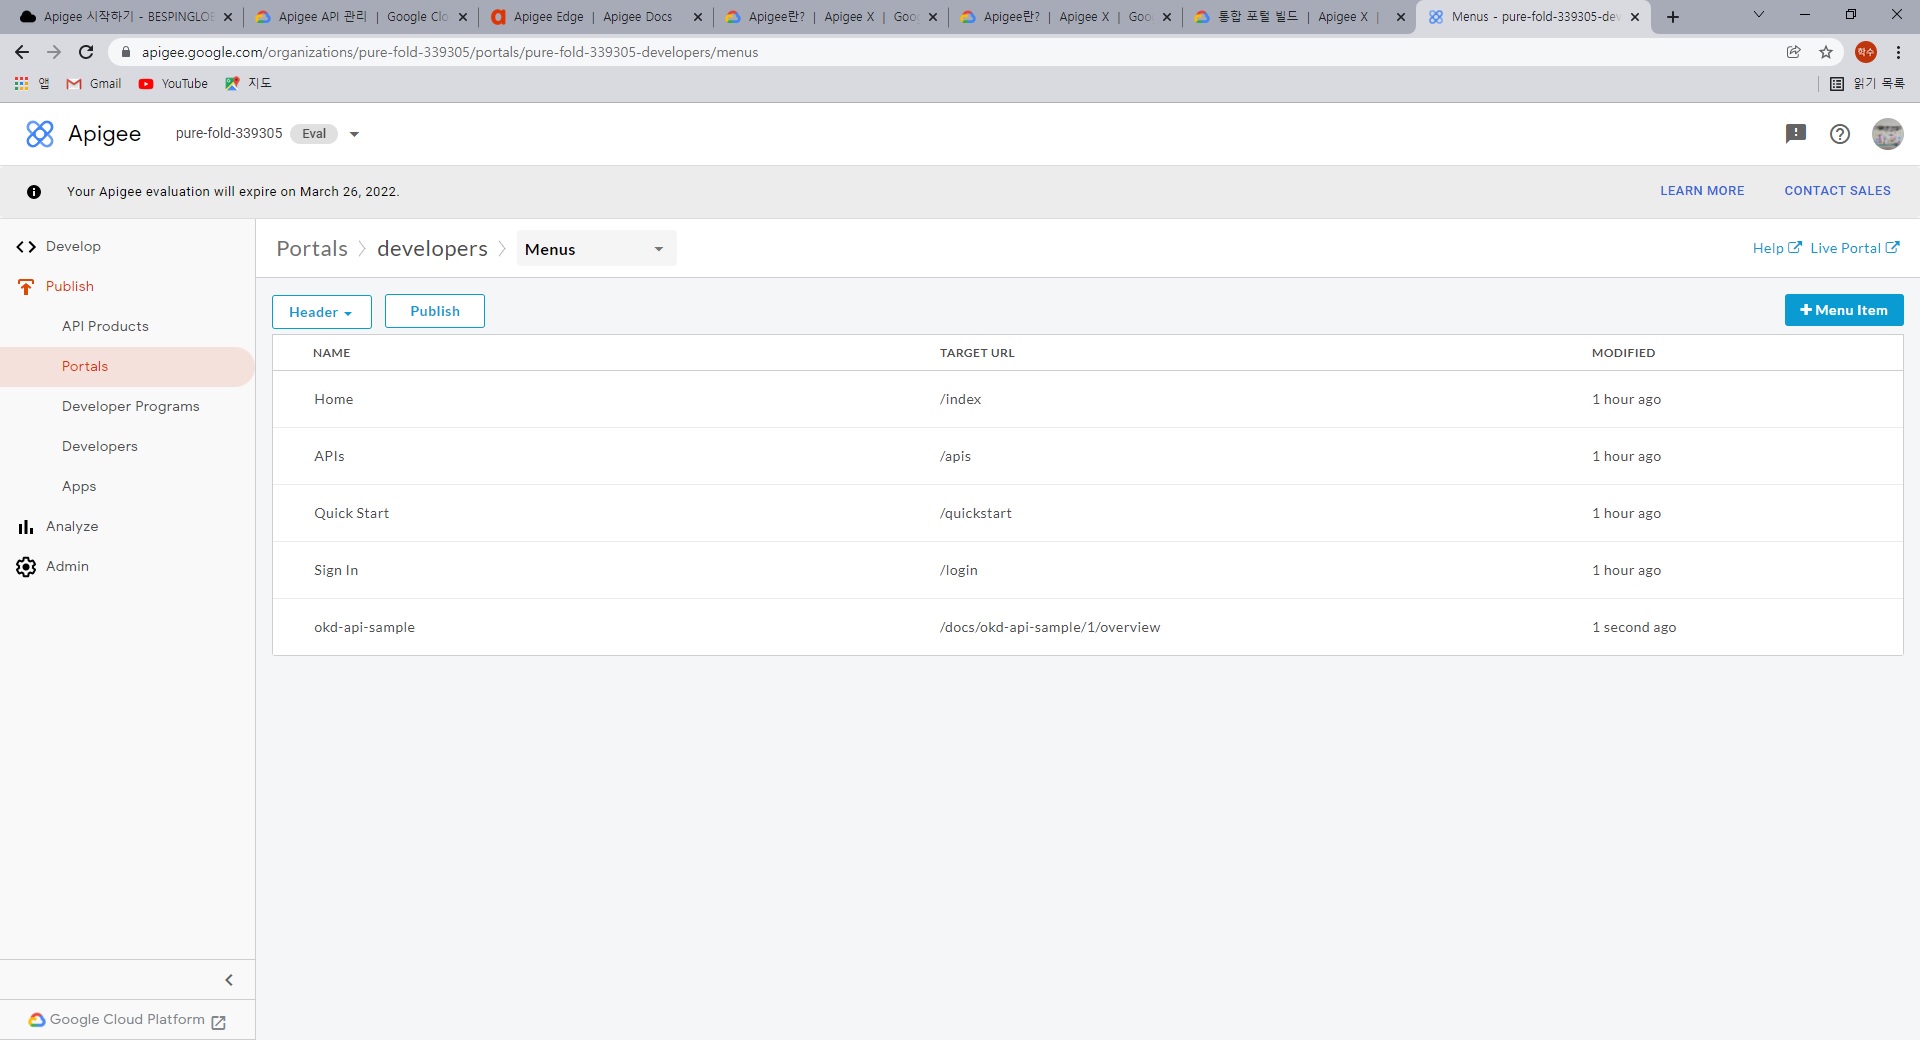 Apigee 시작하기 - BESPINGLOB
Apigee API 관리 | Google Clo
Apigee Edge | Apigee Docs
Apigee란? | Apigee X | Goog
Apigee란? | Apigee X | Goog
통합 포털 빌드 | Apigee X |
Menus - pure-fold-339305-dev
apigee.google.com/organizations/pure-fold-339305/portals/pure-fold-339305-developers/menus
학수
앱
Gmail
YouTube
지도
읽기 목록
Apigee
pure-fold-339305
Eval
Your Apigee evaluation will expire on March 26, 2022.
LEARN MORE
CONTACT SALES
Develop
Publish
API Products
Portals
Developer Programs
Developers
Apps
Analyze
Admin
Google Cloud Platform
Portals
developers
Menus
Help
Live Portal
Header
Publish
+ Menu Item
NAME TARGET URL MODIFIED
Home /index 1 hour ago
APIs /apis 1 hour ago
Quick Start /quickstart 1 hour ago
Sign In /login 1 hour ago
okd-api-sample /docs/okd-api-sample/1/overview 1 second ago